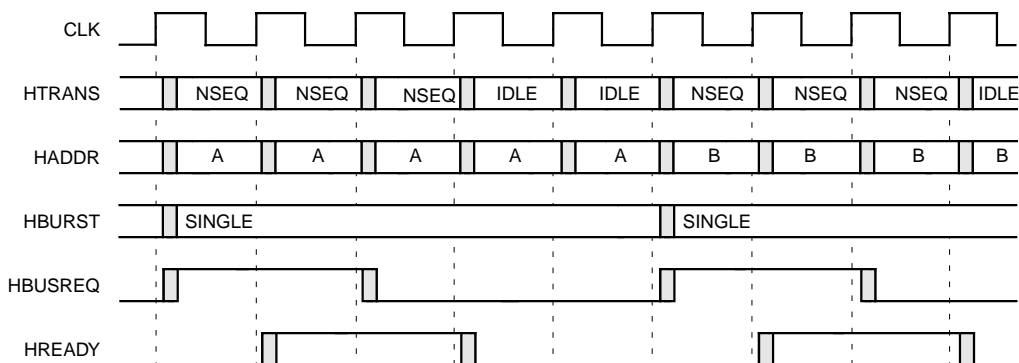 CLK
HTRANS NSEQ NSEQ NSEQ IDLE IDLE NSEQ NSEQ NSEQ IDLE
HADDR A A A A A B B B B
HBURST SINGLE SINGLE
HBUSREQ
HREADY